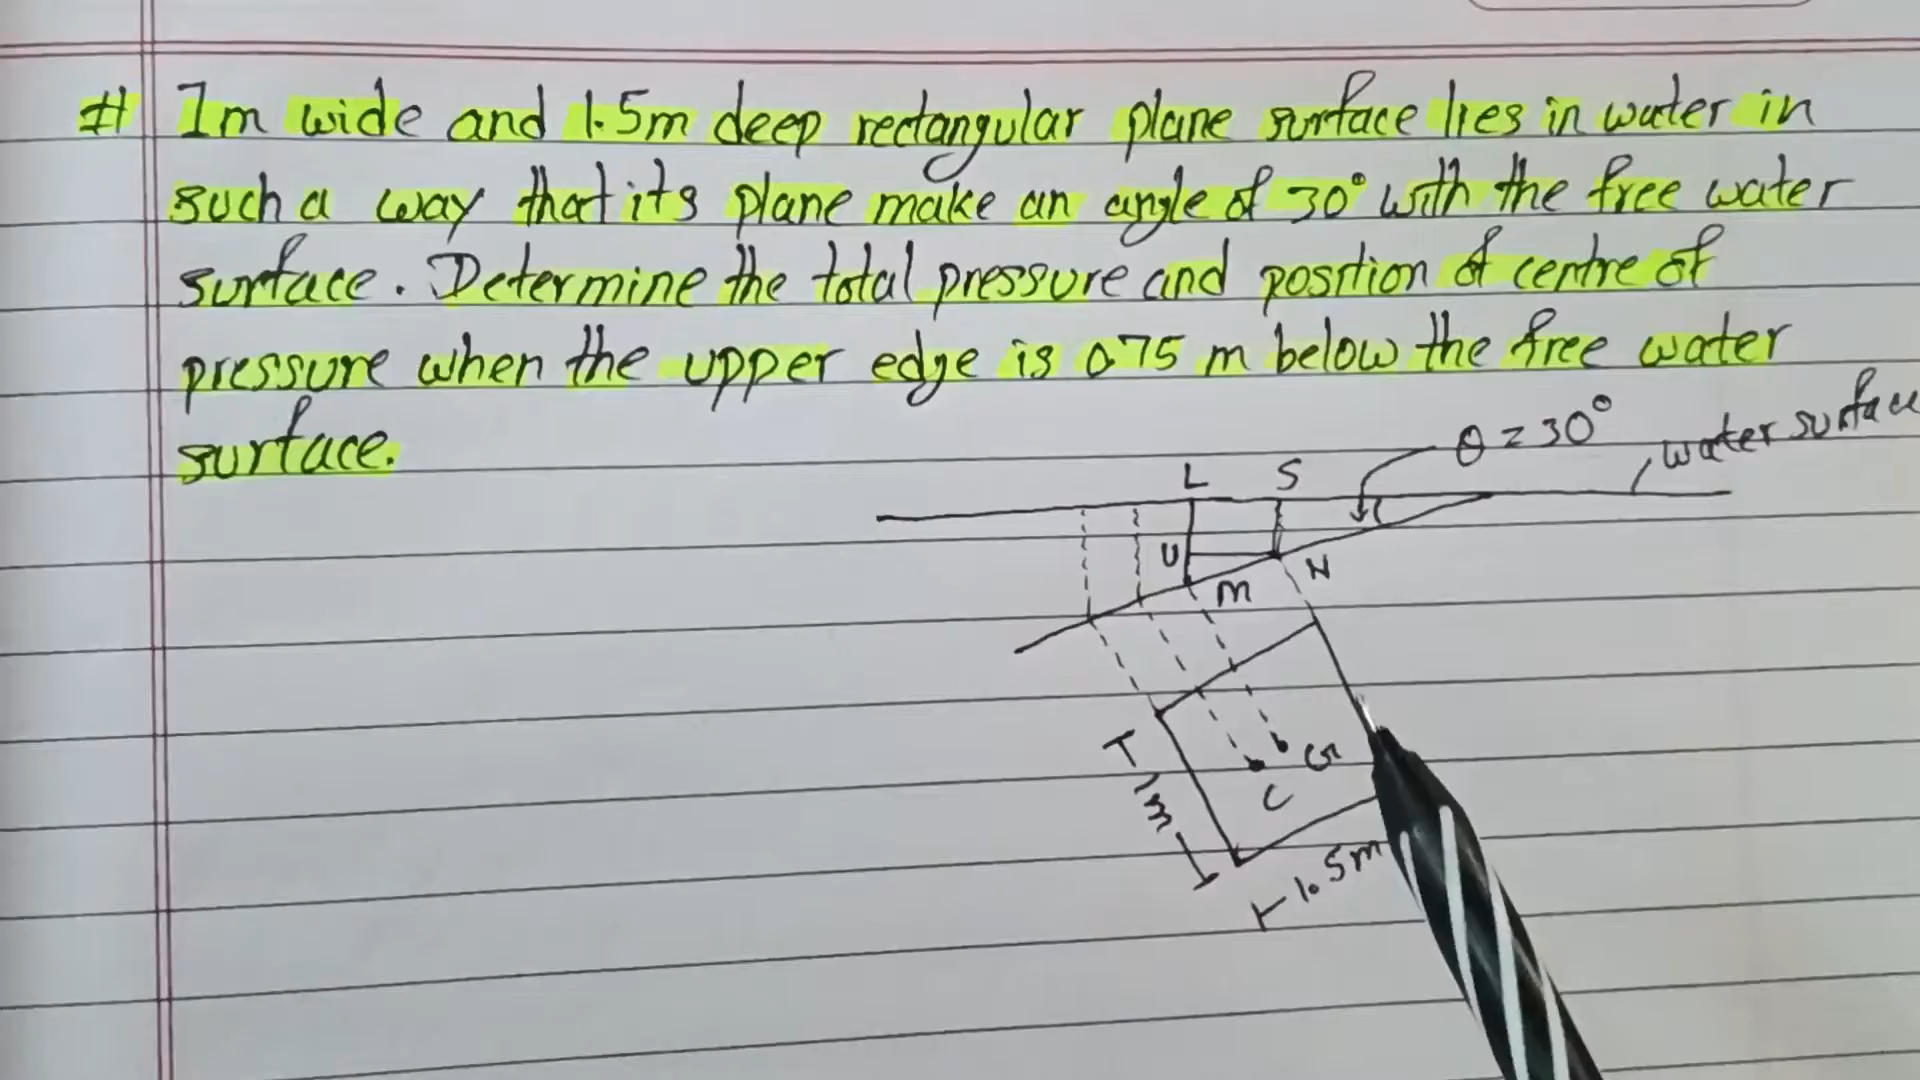 # 1m wide and 1.5m deep rectangular plane surface lies in water in
such a way that its plane make an angle of 30° with the free water
surface. Determine the total pressure and position of centre of
pressure when the upper edge is 0.75 m below the free water
surface.
θ = 30°
water surface
L S
U
M
N
G
C
1m
1.5m